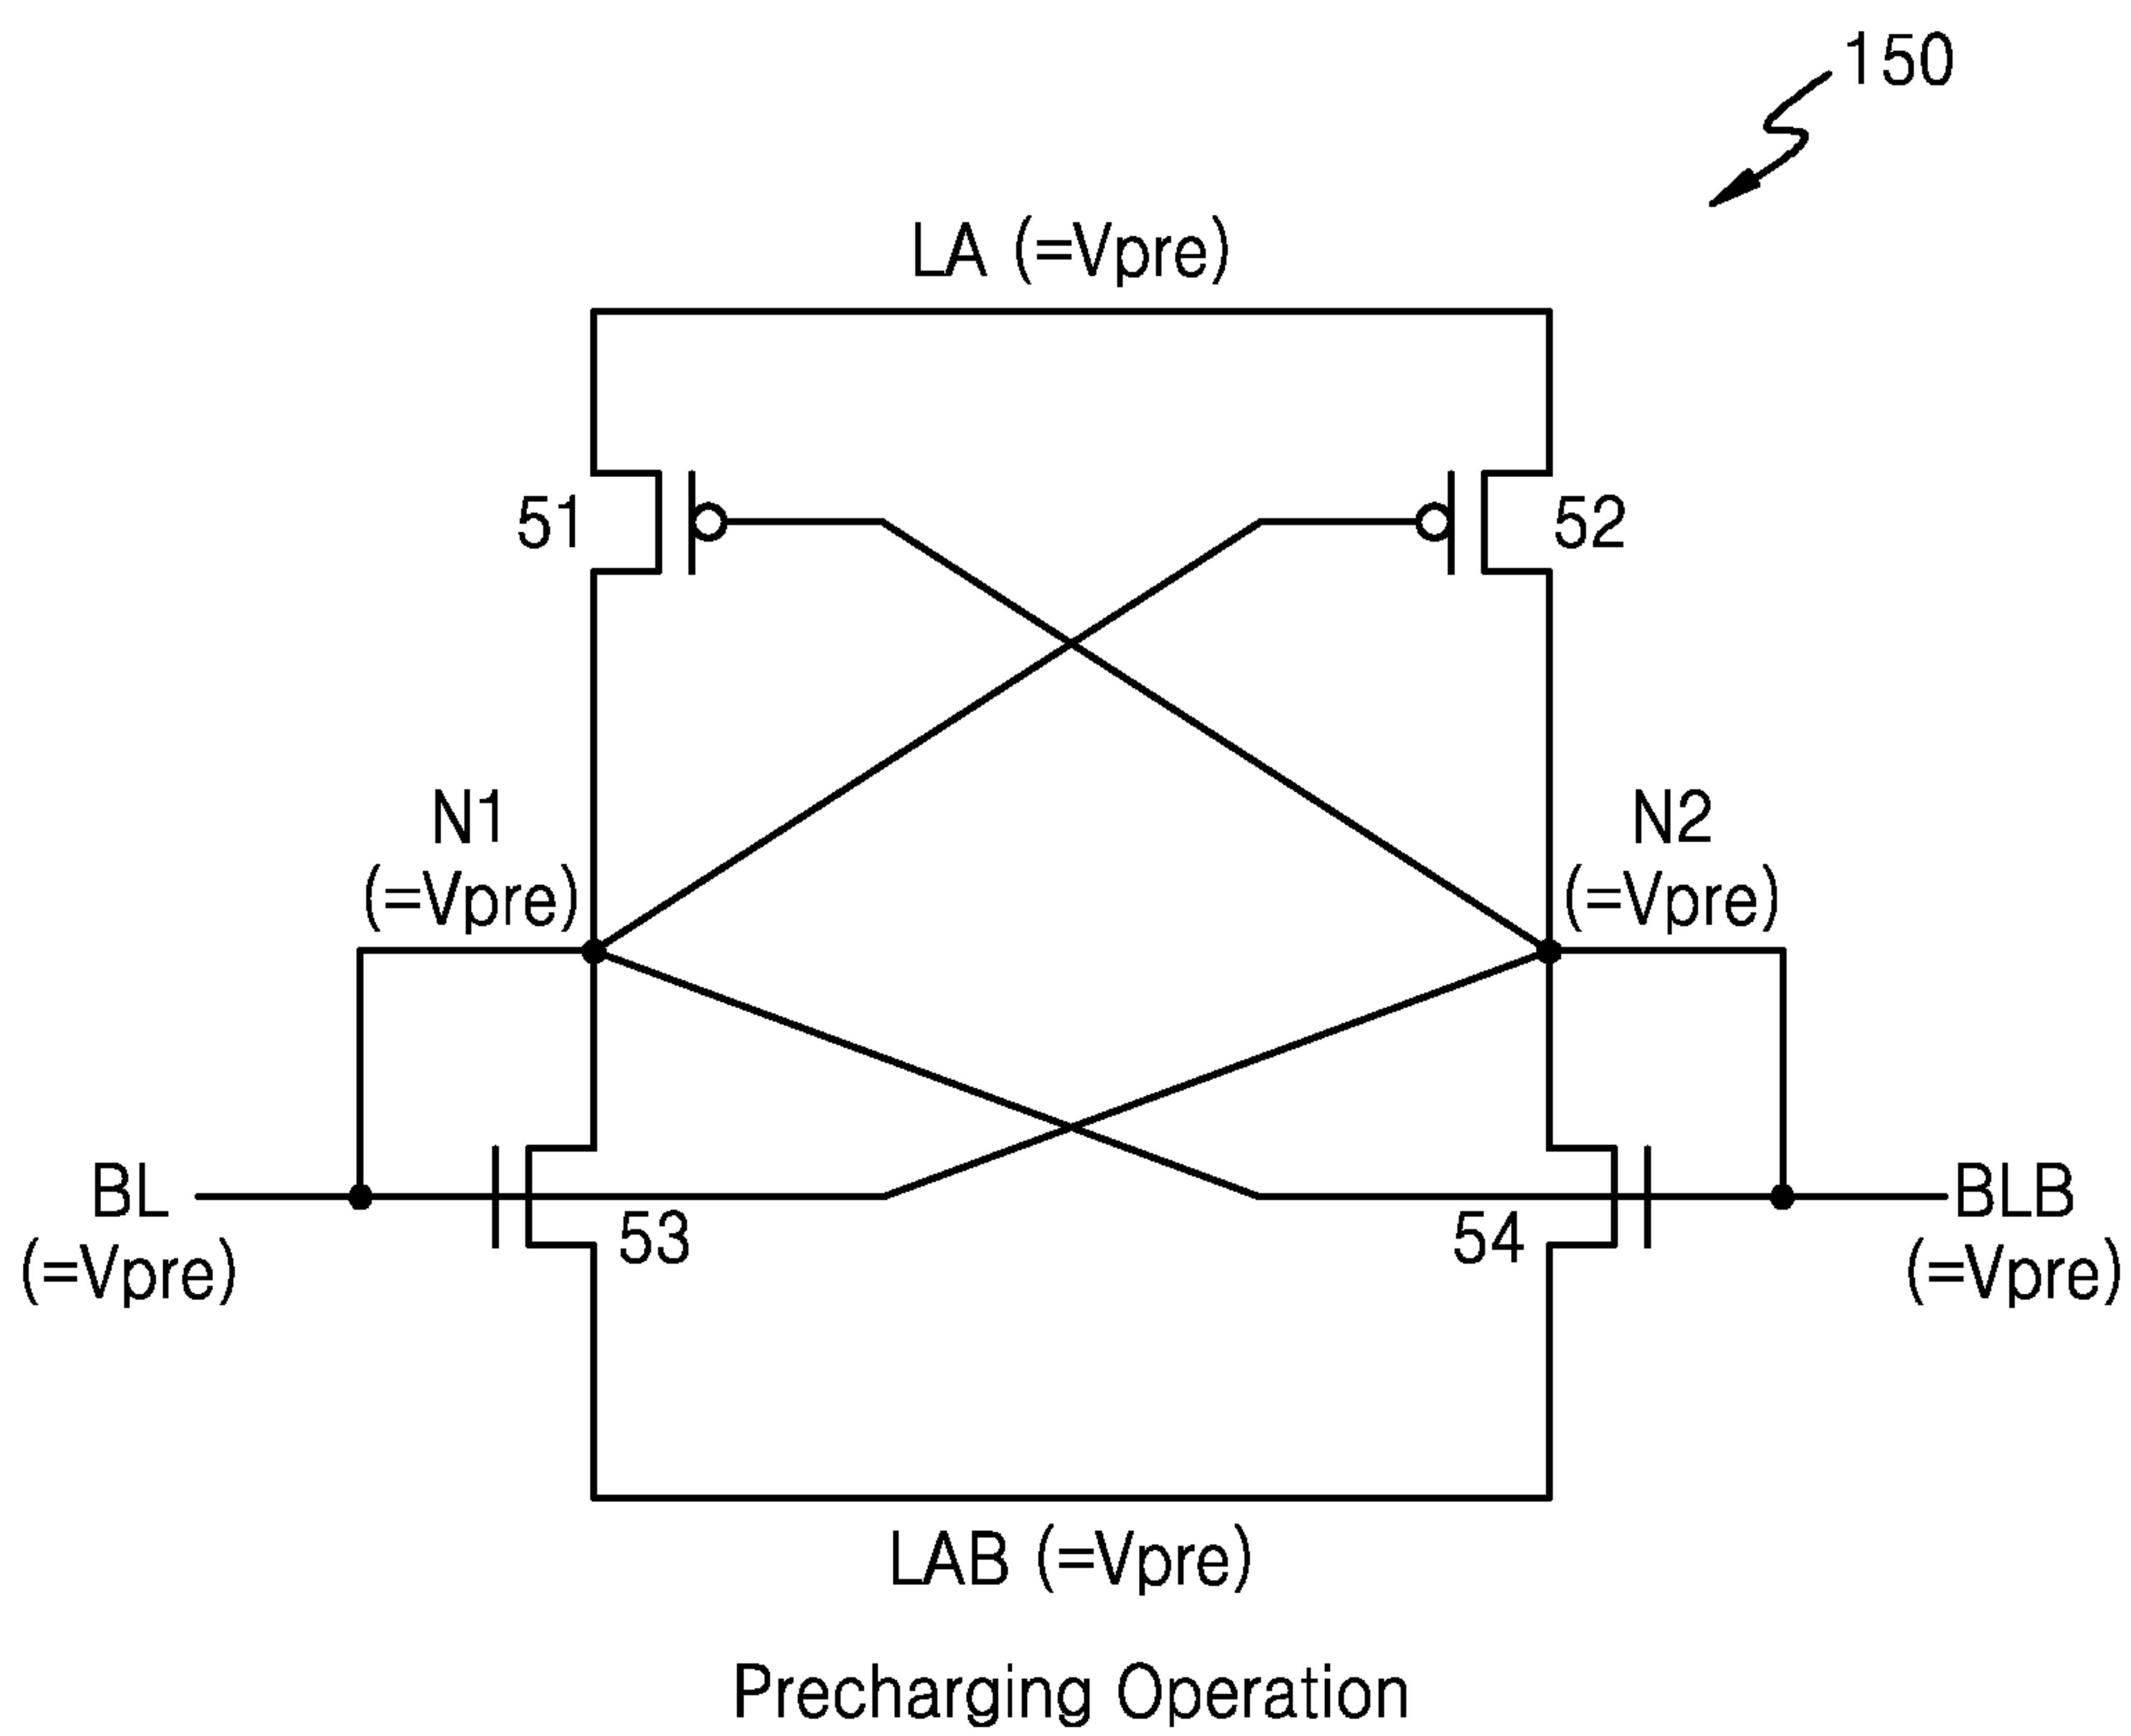 150
LA (=Vpre)
51
52
N1
(=Vpre)
N2
(=Vpre)
BL
(=Vpre)
53
54
BLB
(=Vpre)
LAB (=Vpre)
Precharging Operation